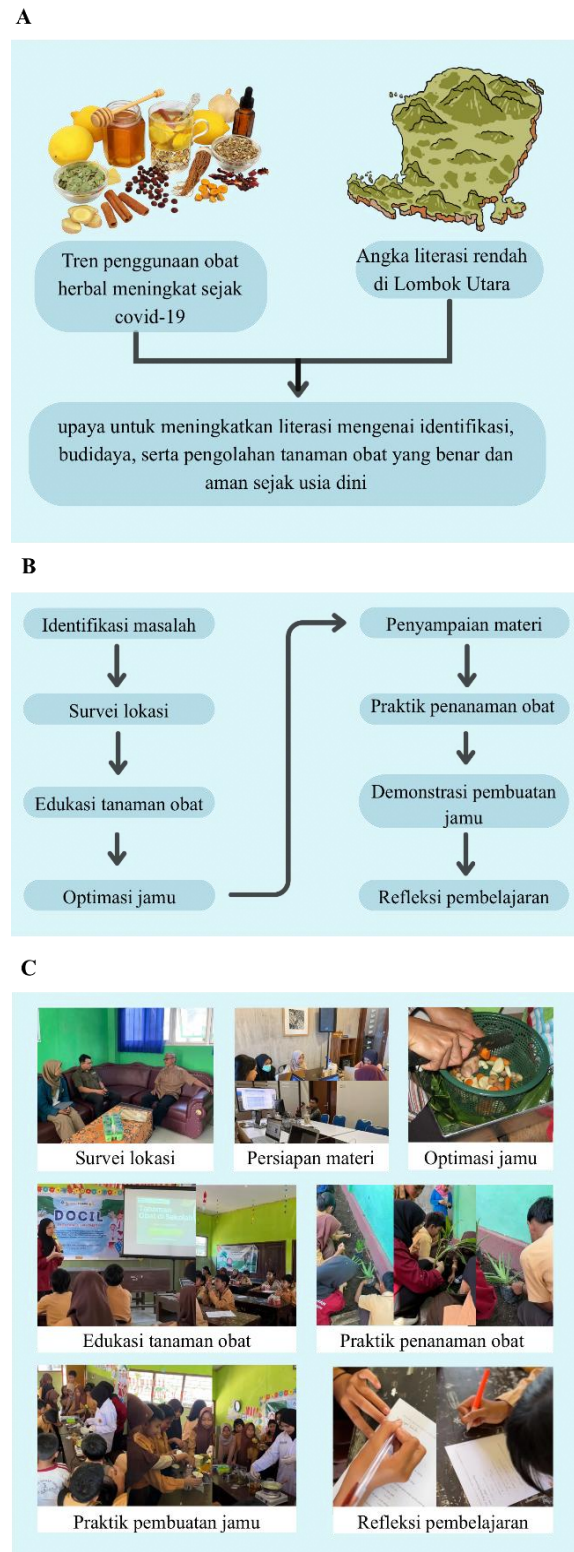 A
Tren penggunaan obat
herbal meningkat sejak
covid-19
Angka literasi rendah
di Lombok Utara
upaya untuk meningkatkan literasi mengenai identifikasi,
budidaya, serta pengolahan tanaman obat yang benar dan
aman sejak usia dini
B
Identifikasi masalah
Survei lokasi
Edukasi tanaman obat
Optimasi jamu
Penyampaian materi
Praktik penanaman obat
Demonstrasi pembuatan
jamu
Refleksi pembelajaran
C
Survei lokasi
Persiapan materi
Optimasi jamu
DOCIL
Edukasi tanaman obat
Praktik penanaman obat
Praktik pembuatan jamu
Refleksi pembelajaran